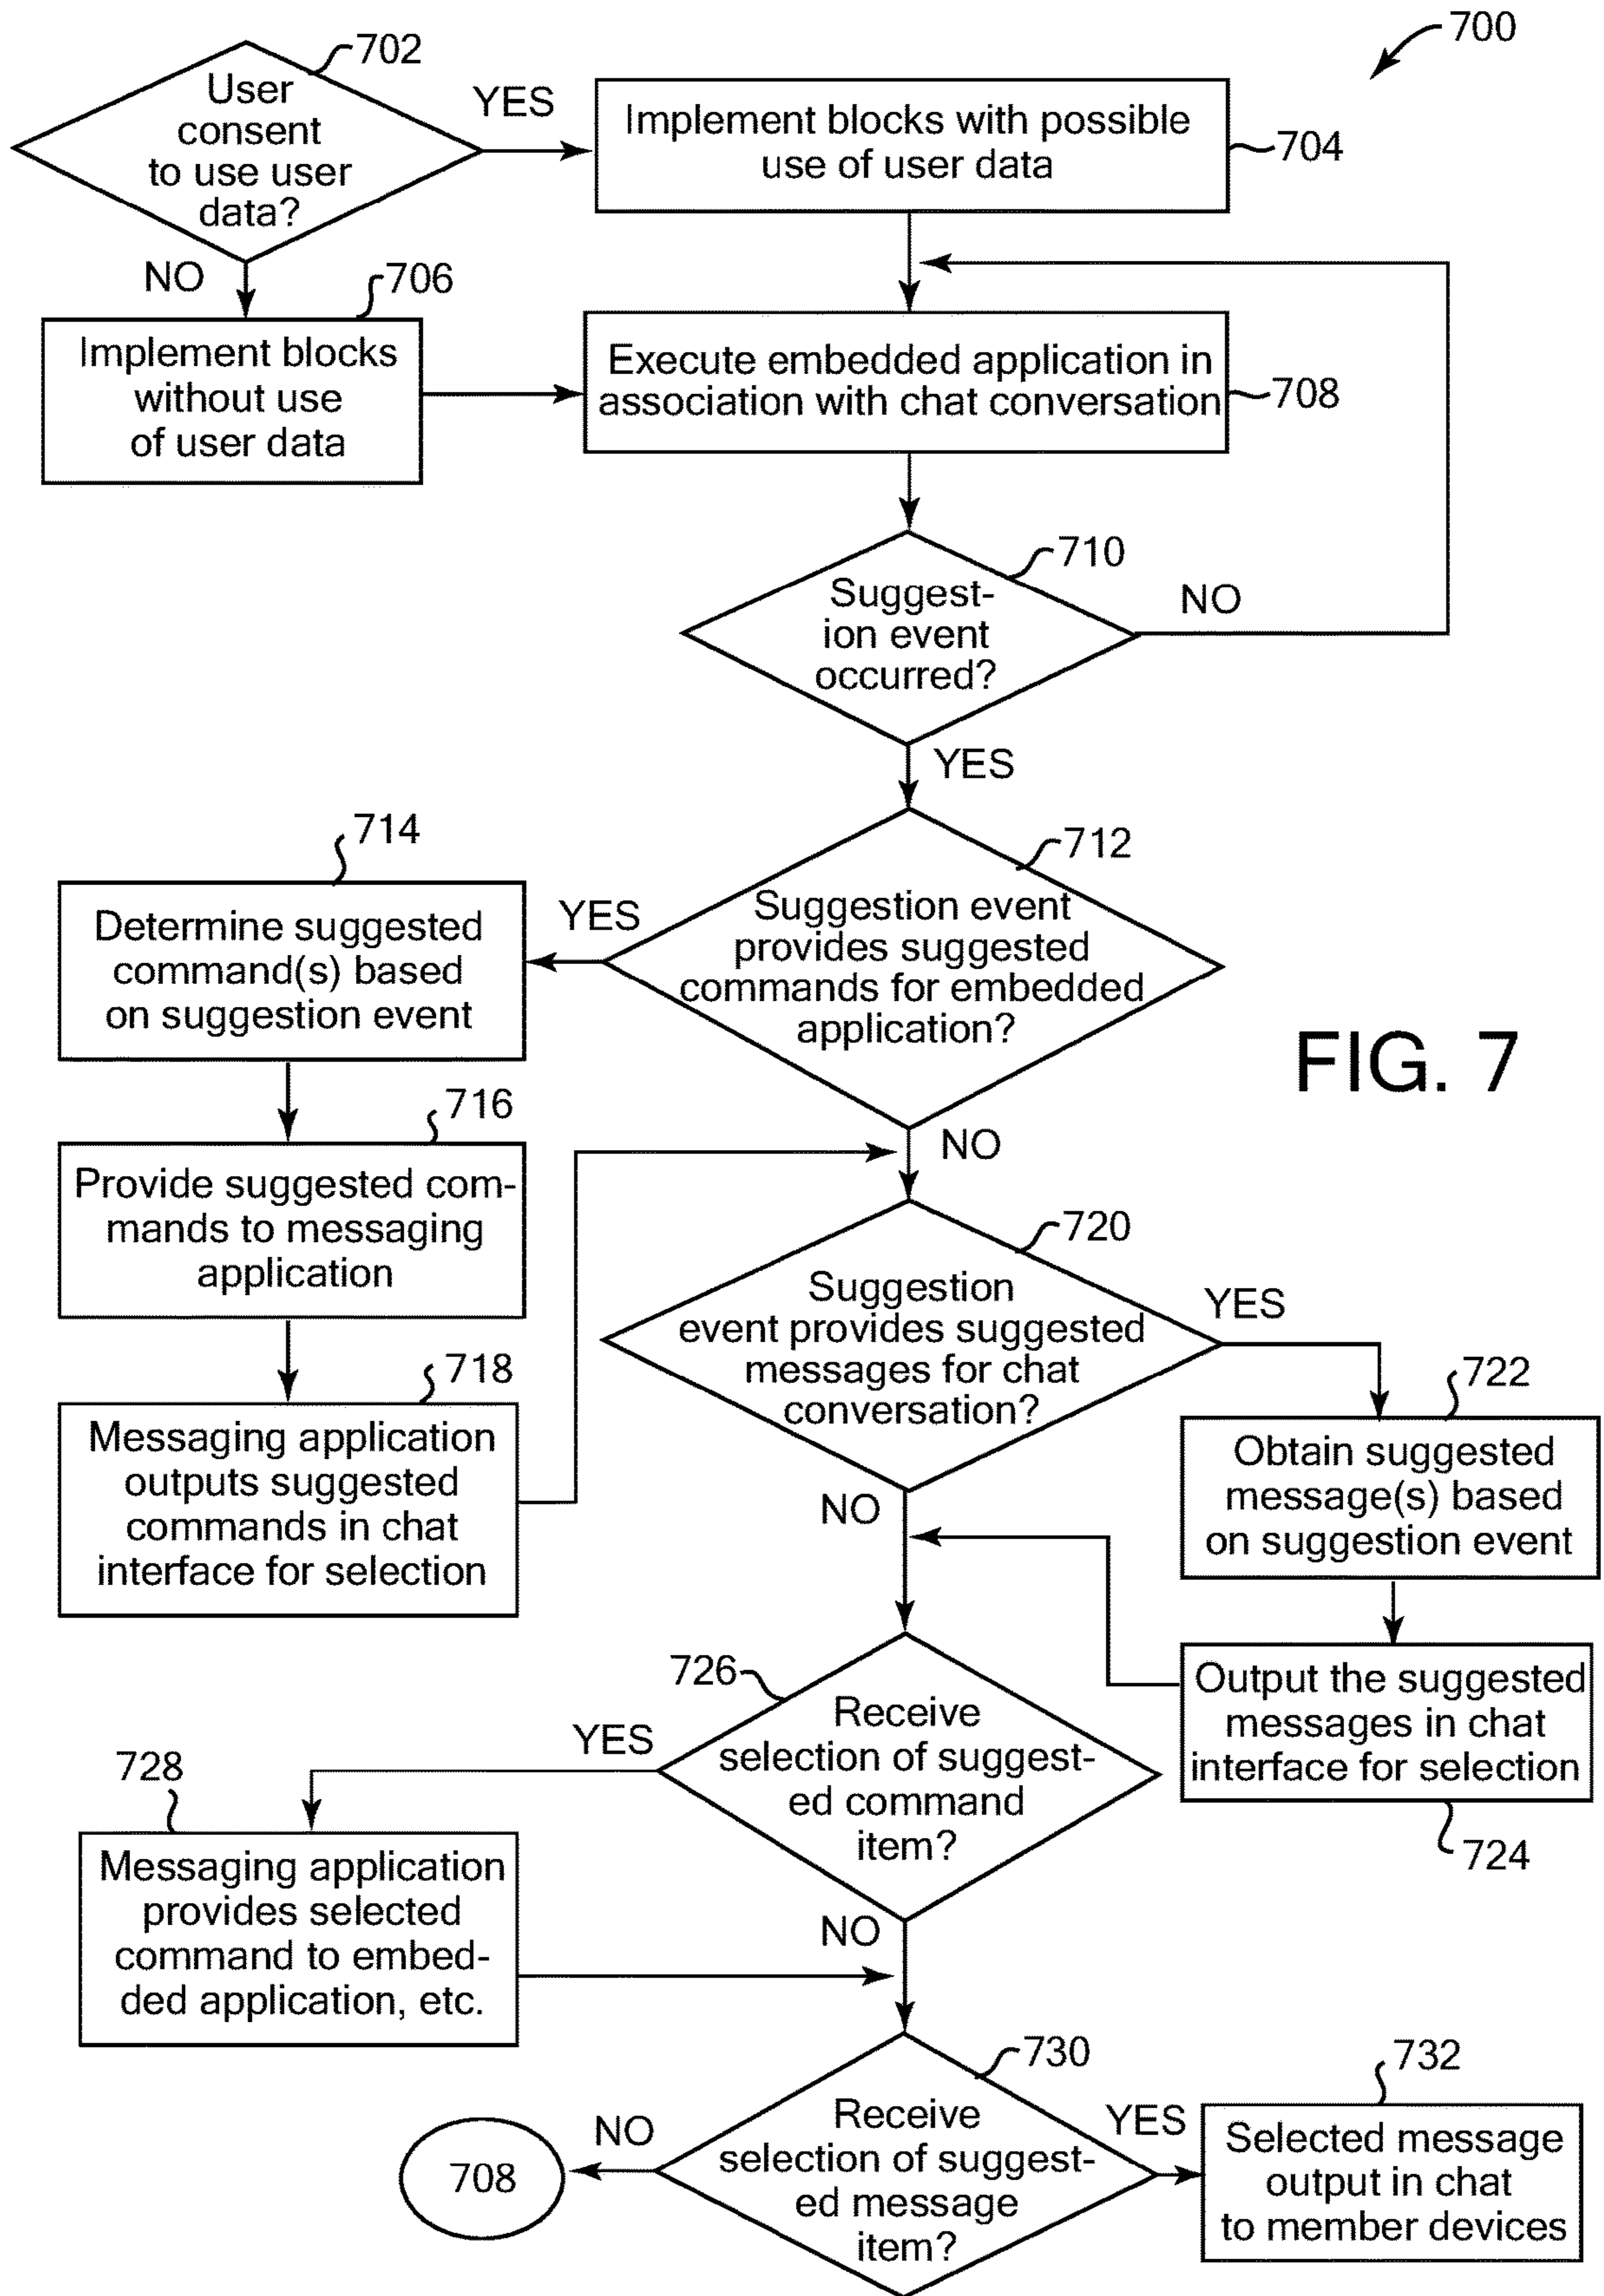 700
702
User
consent
to use user
data?
YES
Implement blocks with possible
use of user data
704
NO
706
Implement blocks
without use
of user data
Execute embedded application in
association with chat conversation
708
710
Suggest-
ion event
occurred?
NO
YES
712
Suggestion event
provides suggested
commands for embedded
application?
YES
714
Determine suggested
command(s) based
on suggestion event
FIG. 7
716
Provide suggested com-
mands to messaging
application
NO
718
Messaging application
outputs suggested
commands in chat
interface for selection
720
Suggestion
event provides suggested
messages for chat
conversation?
YES
722
Obtain suggested
message(s) based
on suggestion event
NO
Output the suggested
messages in chat
interface for selection
724
726
Receive
selection of suggest-
ed command
item?
YES
728
Messaging application
provides selected
command to embed-
ded application, etc.
NO
730
Receive
selection of suggest-
ed message
item?
NO
708
YES
732
Selected message
output in chat
to member devices